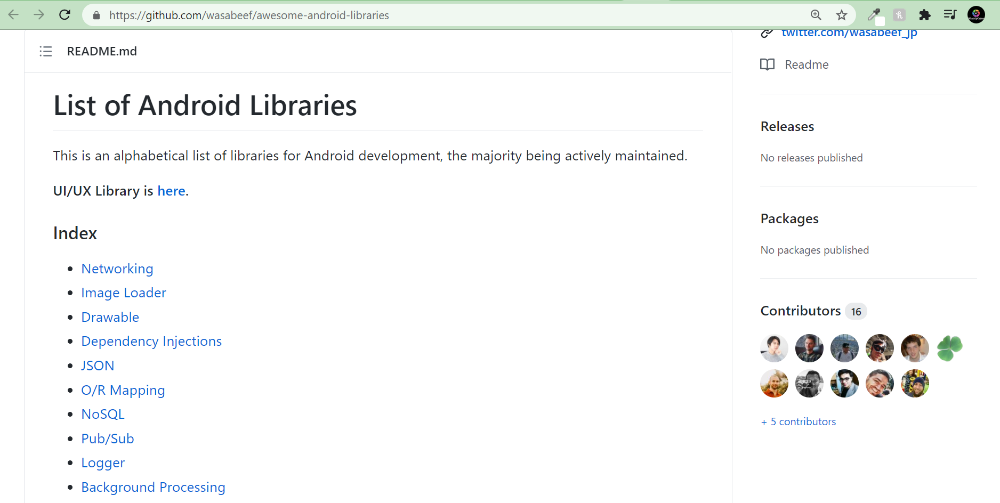 https://github.com/wasabeef/awesome-android-libraries
README.md
List of Android Libraries
This is an alphabetical list of libraries for Android development, the majority being actively maintained.
UI/UX Library is here.
Index
Networking
Image Loader
Drawable
Dependency Injections
JSON
O/R Mapping
NoSQL
Pub/Sub
Logger
Background Processing
twitter.com/wasabeef_jp
Readme
Releases
No releases published
Packages
No packages published
Contributors 16
+ 5 contributors